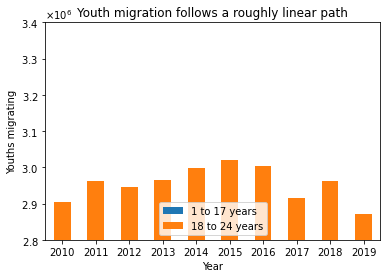 ×10⁶ Youth migration follows a roughly linear path
3.4
3.3
3.2
3.1
3.0
2.9
2.8
Youths migrating
1 to 17 years
18 to 24 years
2010 2011 2012 2013 2014 2015 2016 2017 2018 2019
Year